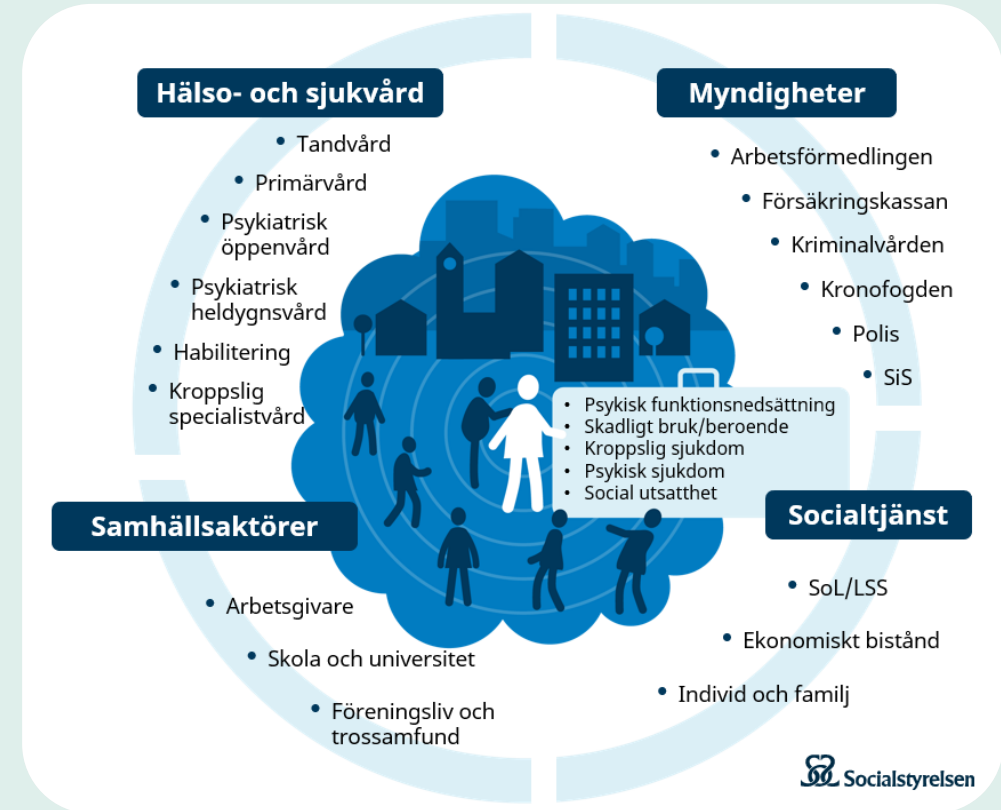 Hälso- och sjukvård
• Tandvård
• Primärvård
• Psykiatrisk
öppenvård
• Psykiatrisk
heldygnsvård
• Habilitering
• Kroppslig
specialistvård
Myndigheter
• Arbetsförmedlingen
• Försäkringskassan
• Kriminalvården
• Kronofogden
• Polis
• SiS
• Psykisk funktionsnedsättning
• Skadligt bruk/beroende
• Kroppslig sjukdom
• Psykisk sjukdom
• Social utsatthet
Samhällsaktörer
• Arbetsgivare
• Skola och universitet
• Föreningsliv och
trossamfund
Socialtjänst
• SoL/LSS
• Ekonomiskt bistånd
• Individ och familj
Socialstyrelsen